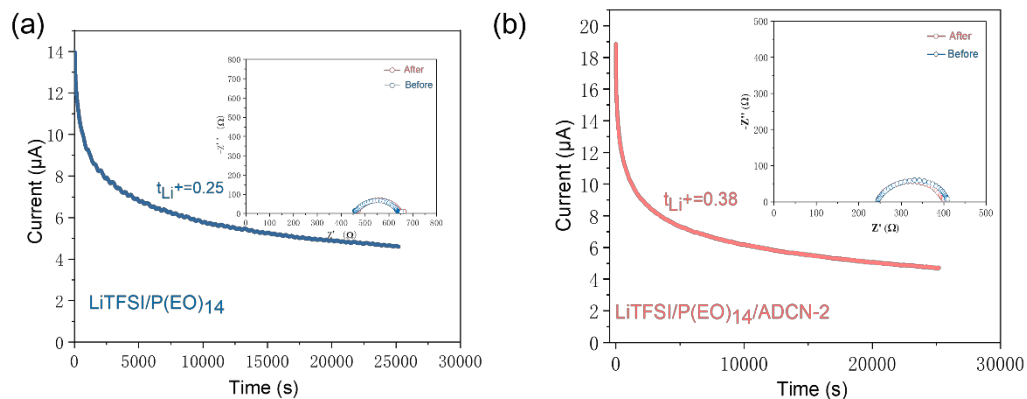 (a)
Current (μA)
14
12
10
8
6
4
2
0
0 5000 10000 15000 20000 25000 30000
Time (s)
tLi+=0.25
LiTFSI/P(EO)14
-Z'' (Ω)
800
700
600
500
400
300
200
100
0
0 100 200 300 400 500 600 700 800
Z' (Ω)
After
Before
(b)
Current (μA)
21
20
18
16
14
12
10
8
6
4
2
0
0 10000 20000 30000
Time (s)
tLi+=0.38
LiTFSI/P(EO)14/ADCN-2
-Z'' (Ω)
500
400
300
200
100
0
0 100 200 300 400 500
Z' (Ω)
After
Before